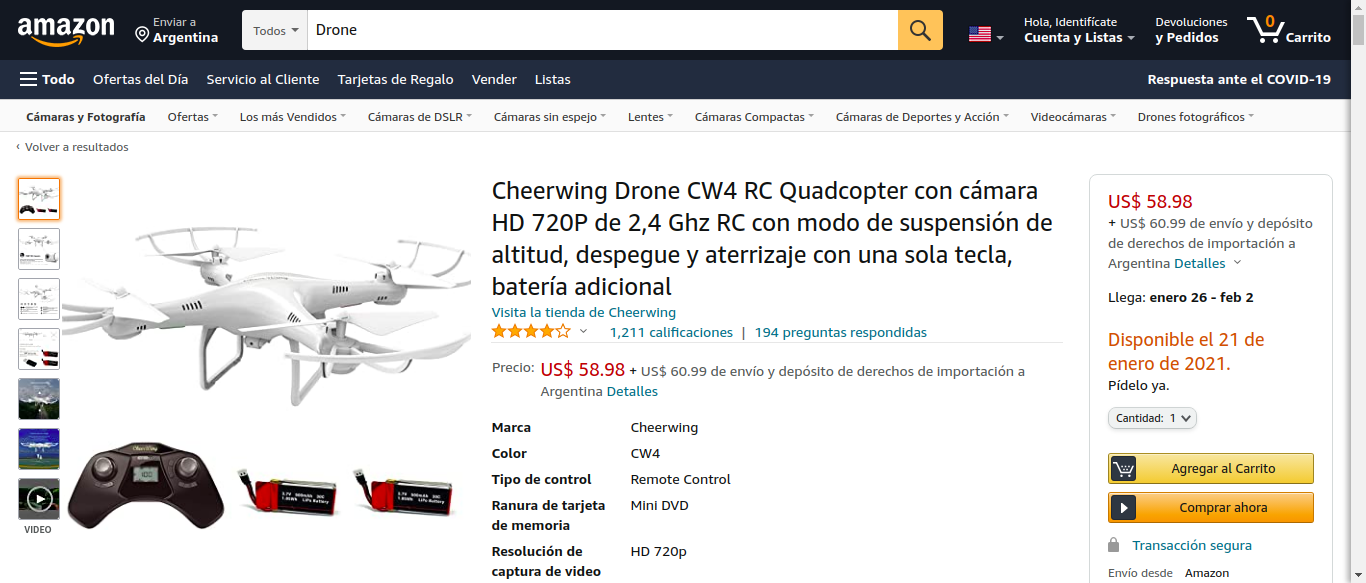 amazon
Enviar a
Argentina
Todos
Drone
Hola, Identifícate
Cuenta y Listas
Devoluciones
y Pedidos
0
Carrito
Todo
Ofertas del Día
Servicio al Cliente
Tarjetas de Regalo
Vender
Listas
Respuesta ante el COVID-19
Cámaras y Fotografía
Ofertas
Los más Vendidos
Cámaras de DSLR
Cámaras sin espejo
Lentes
Cámaras Compactas
Cámaras de Deportes y Acción
Videocámaras
Drones fotográficos
‹ Volver a resultados
VIDEO
Cheerwing Drone CW4 RC Quadcopter con cámara
HD 720P de 2,4 Ghz RC con modo de suspensión de
altitud, despegue y aterrizaje con una sola tecla,
batería adicional
Visita la tienda de Cheerwing
1,211 calificaciones | 194 preguntas respondidas
Precio: US$ 58.98 + US$ 60.99 de envío y depósito de derechos de importación a
Argentina Detalles
Marca Cheerwing
Color CW4
Tipo de control Remote Control
Ranura de tarjeta Mini DVD
de memoria
Resolución de HD 720p
captura de video
US$ 58.98
+ US$ 60.99 de envío y depósito
de derechos de importación a
Argentina Detalles
Llega: enero 26 - feb 2
Disponible el 21 de
enero de 2021.
Pídelo ya.
Cantidad: 1
Agregar al Carrito
Comprar ahora
Transacción segura
Envío desde Amazon